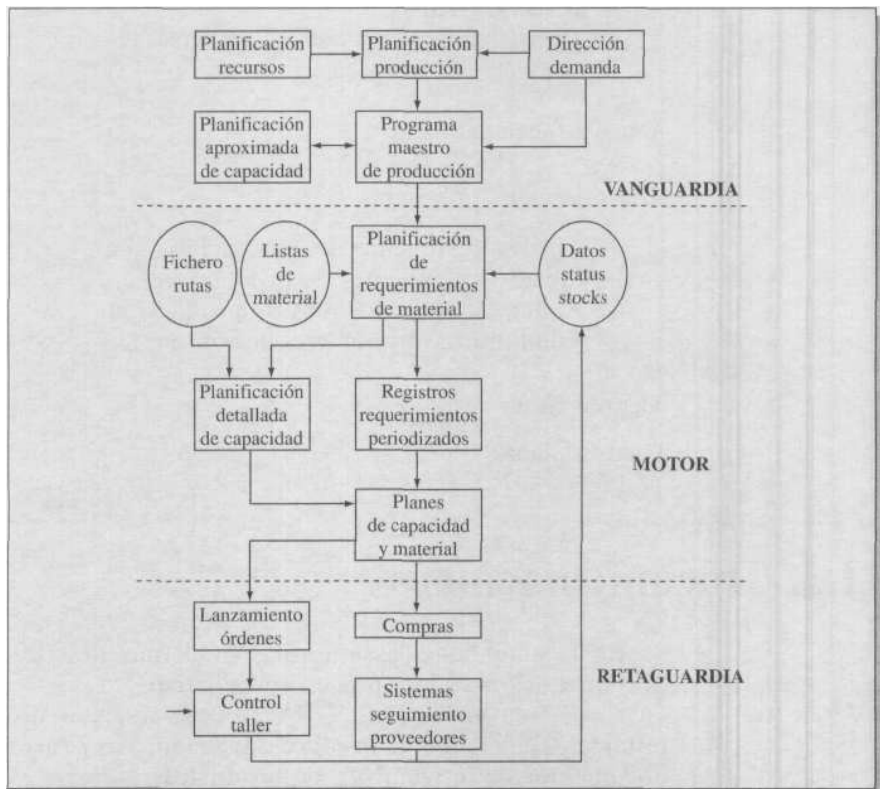 Planificación
recursos
Planificación
producción
Dirección
demanda
Planificación
aproximada
de capacidad
Programa
maestro
de producción
VANGUARDIA
Fichero
rutas
Listas
de
material
Planificación
de
requerimientos
de material
Datos
status
stocks
Planificación
detallada
de capacidad
Registros
requerimientos
periodizados
MOTOR
Planes
de capacidad
y material
Lanzamiento
órdenes
Compras
RETAGUARDIA
Control
taller
Sistemas
seguimiento
proveedores